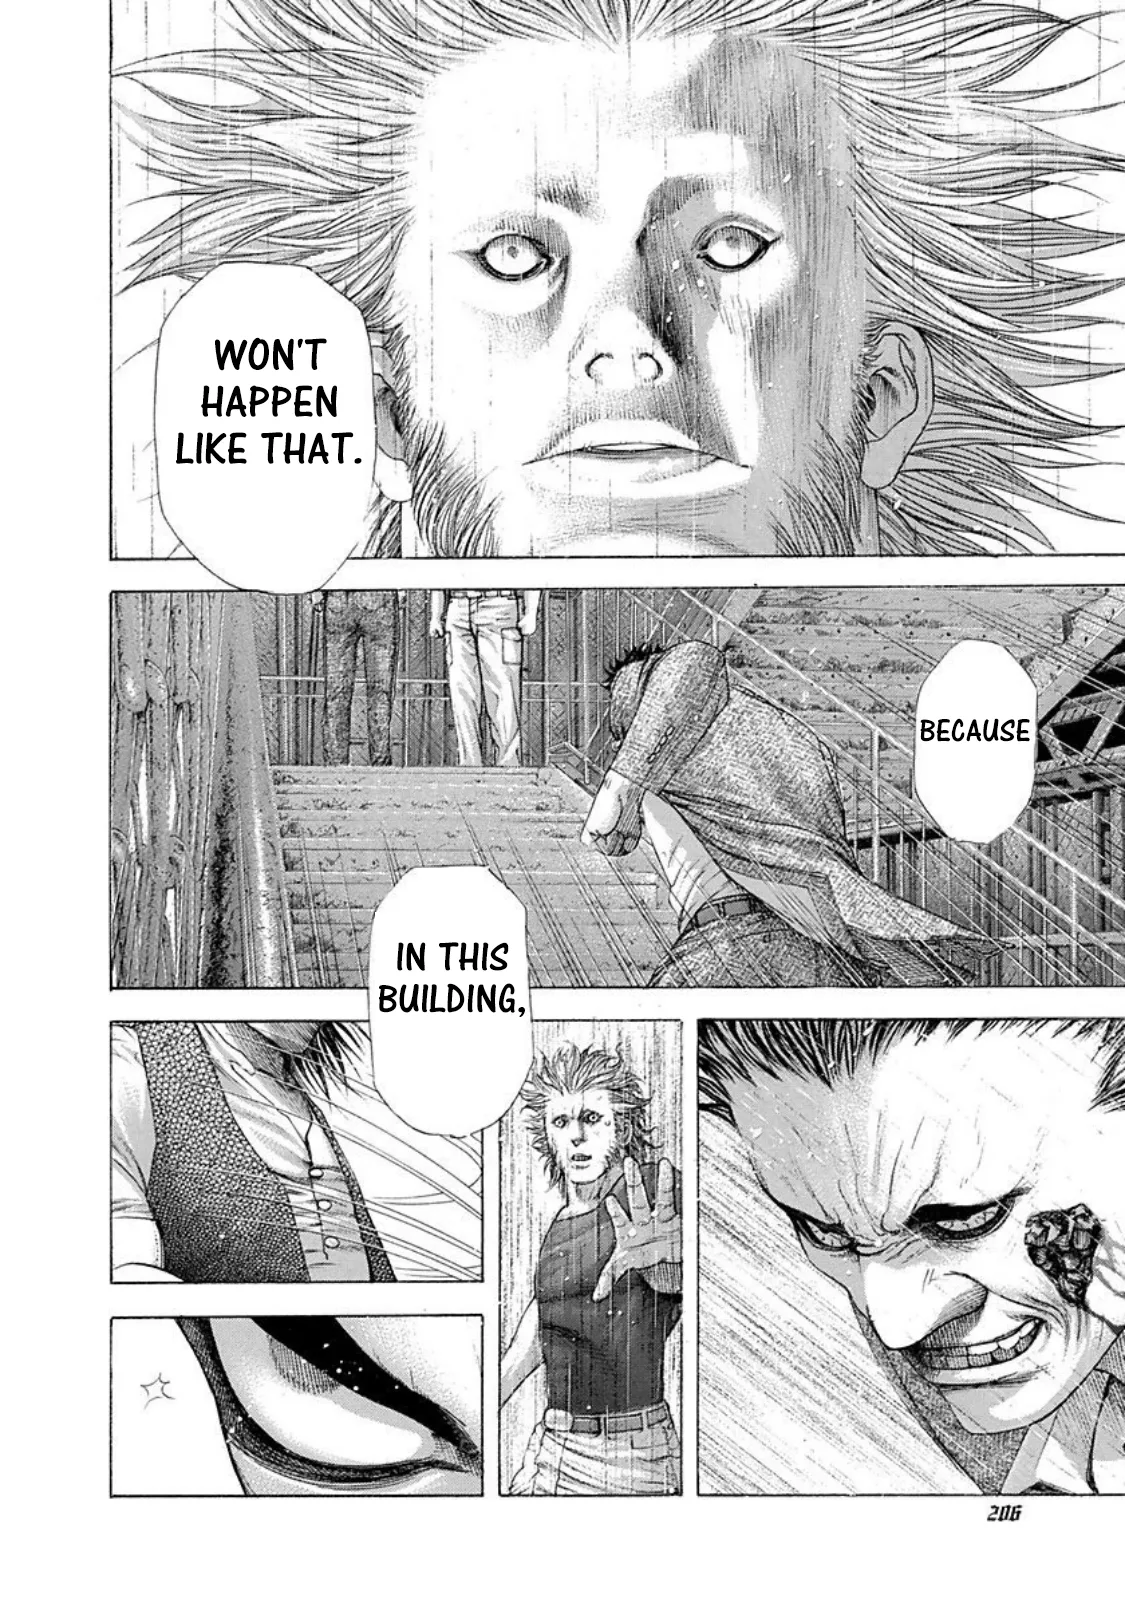 WON'T
HAPPEN
LIKE THAT.
BECAUSE
IN THIS
BUILDING,
206